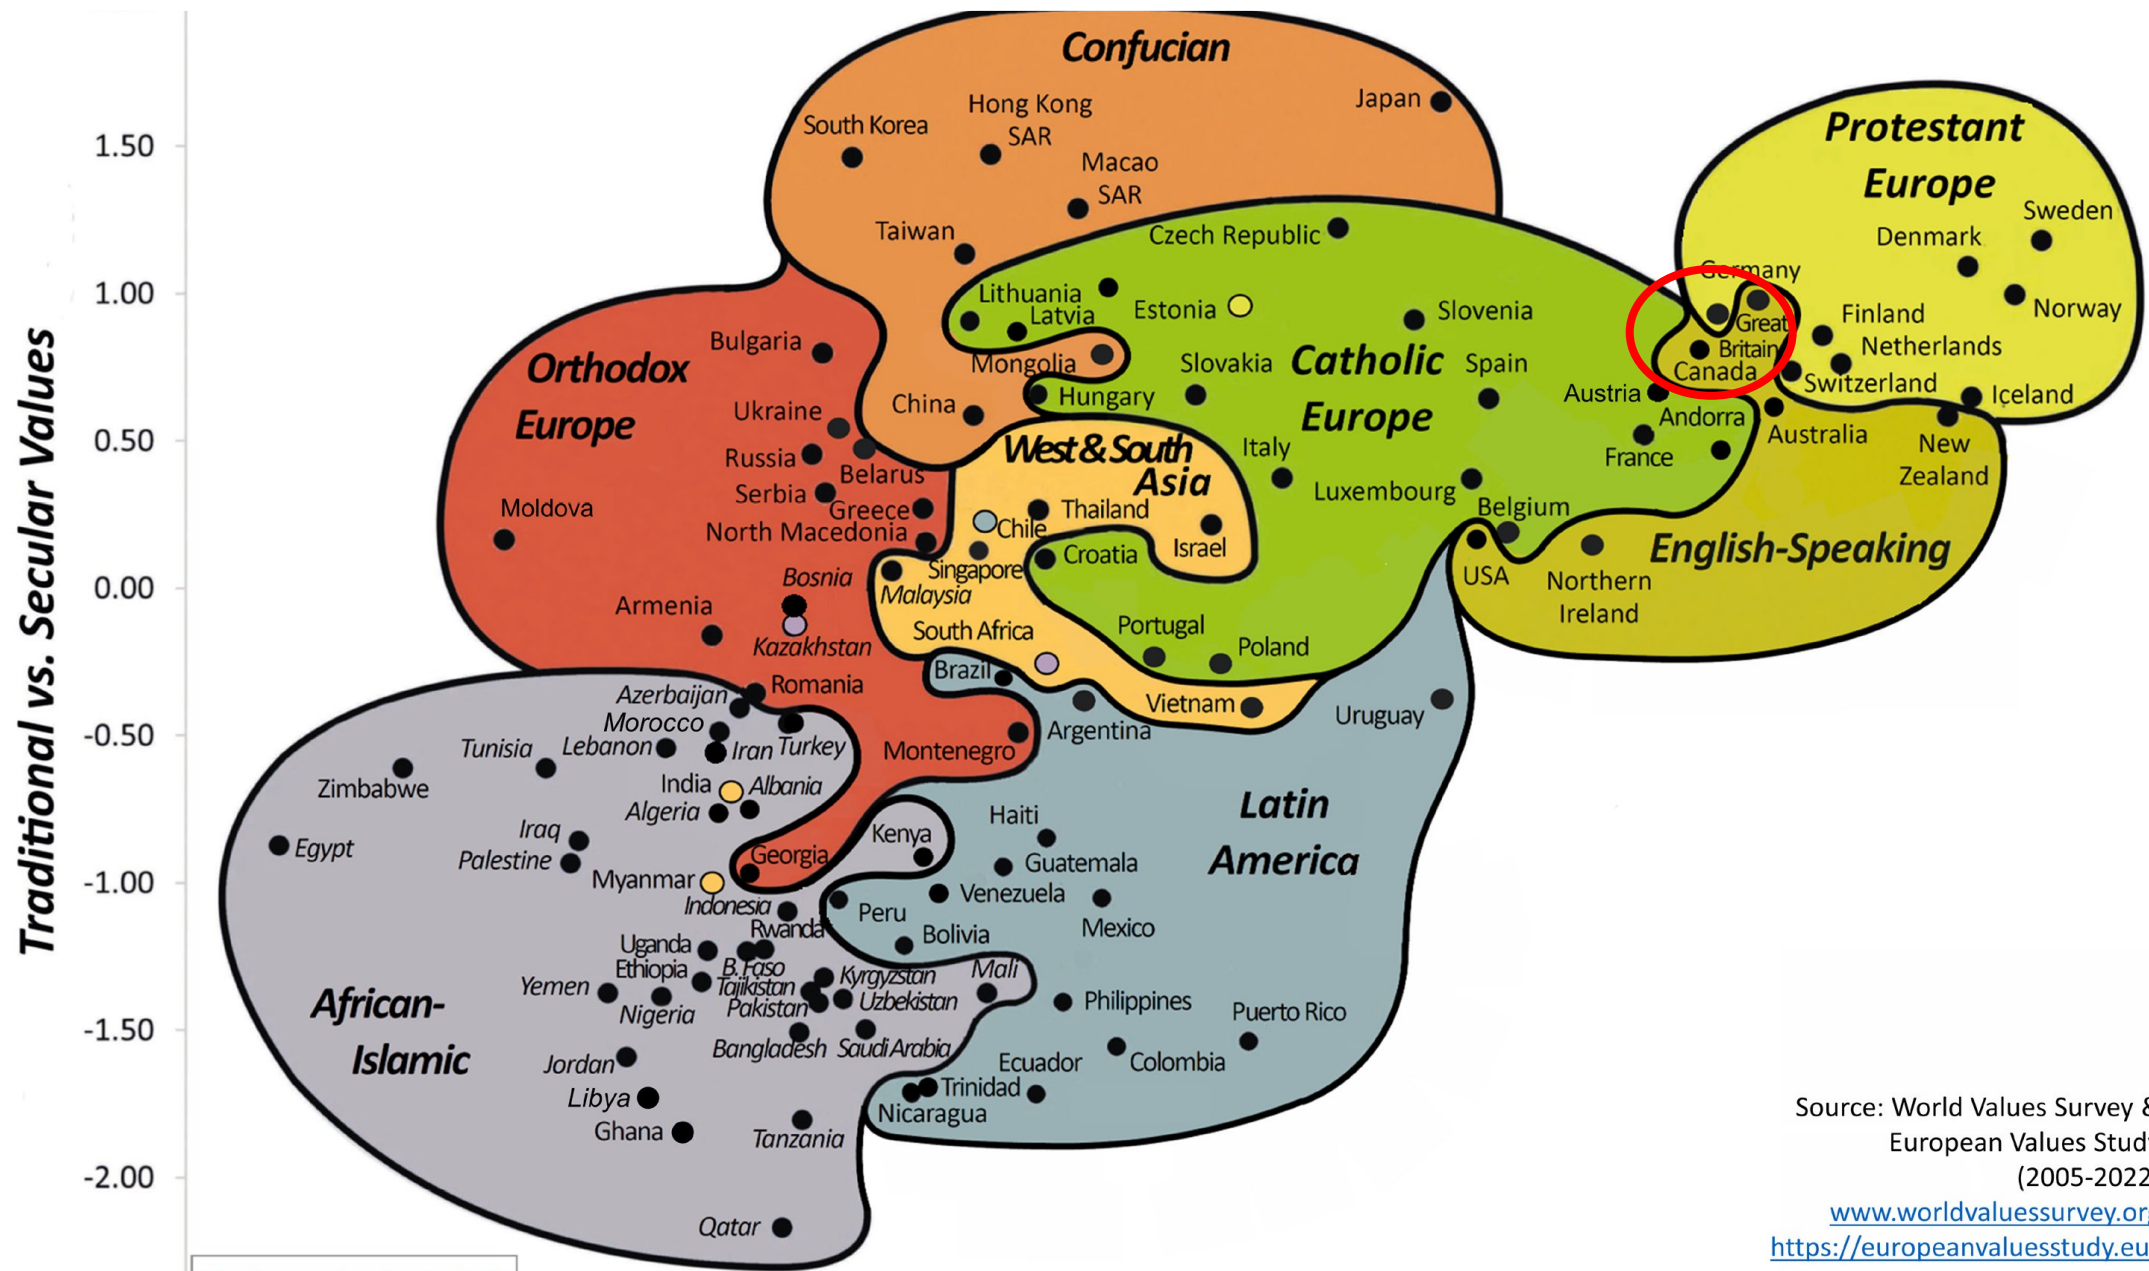 Confucian
Hong Kong
SAR
Japan
South Korea
Macao
SAR
Taiwan
1.50
1.00
0.50
0.00
-0.50
-1.00
-1.50
-2.00
Traditional vs. Secular Values
Protestant
Europe
Sweden
Denmark
Norway
Germany
Finland
Netherlands
Switzerland
Iceland
Great
Britain
Canada
Czech Republic
Lithuania
Latvia
Estonia
Slovenia
Mongolia
Hungary
Slovakia
Catholic
Europe
Spain
Austria
Andorra
France
Italy
Luxembourg
Belgium
Croatia
Portugal
Poland
China
Orthodox
Europe
Bulgaria
Ukraine
Russia
Belarus
Serbia
Greece
North Macedonia
Moldova
Bosnia
Armenia
Kazakhstan
Romania
Montenegro
Georgia
West & South
Asia
Thailand
Israel
Chile
Singapore
Malaysia
South Africa
Vietnam
Australia
New
Zealand
English-Speaking
USA
Northern
Ireland
Brazil
Argentina
Uruguay
Latin
America
Haiti
Guatemala
Venezuela
Mexico
Peru
Bolivia
Philippines
Puerto Rico
Ecuador
Colombia
Trinidad
Nicaragua
Azerbaijan
Morocco
Lebanon
Iran
Turkey
Tunisia
Zimbabwe
India
Albania
Algeria
Egypt
Iraq
Palestine
Kenya
Myanmar
Indonesia
Rwanda
Uganda
Ethiopia
B. Faso
Tajikistan
Pakistan
Kyrgyzstan
Uzbekistan
Mali
Yemen
Nigeria
Bangladesh
Saudi Arabia
African-
Islamic
Jordan
Libya
Ghana
Tanzania
Qatar
Source: World Values Survey &
European Values Stud
(2005-2022
www.worldvaluessurvey.or
https://europeanvaluesstudy.eu